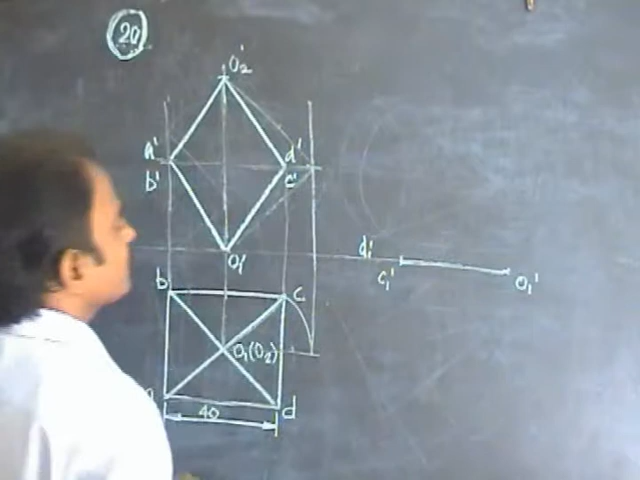 20
O₂'
a' d'
b' c'
O₁'
d₁'
c₁' O₁'
b c
O₁(O₂)
a d
40